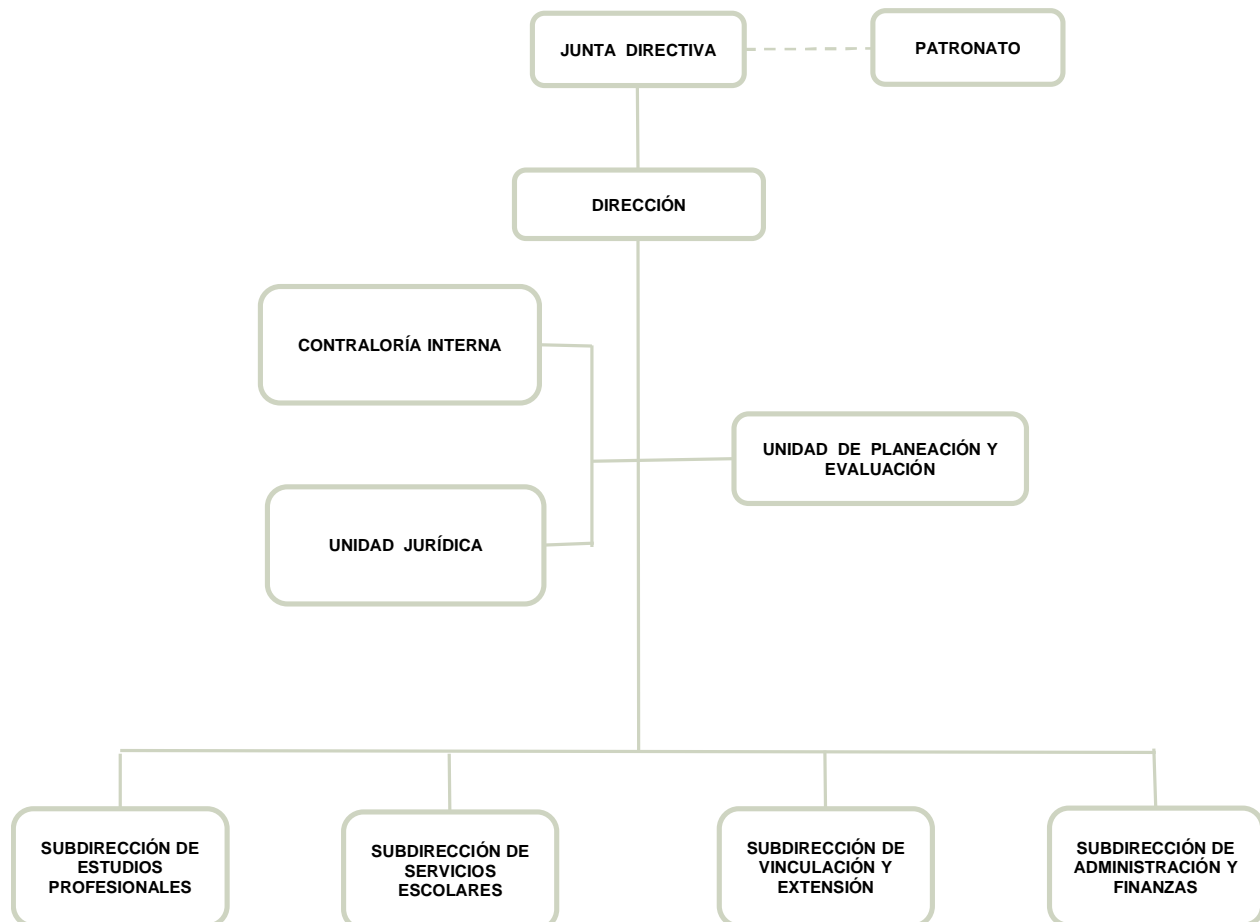 JUNTA DIRECTIVA
PATRONATO
DIRECCIÓN
CONTRALORÍA INTERNA
UNIDAD DE PLANEACIÓN Y
EVALUACIÓN
UNIDAD JURÍDICA
SUBDIRECCIÓN DE
ESTUDIOS
PROFESIONALES
SUBDIRECCIÓN DE
SERVICIOS
ESCOLARES
SUBDIRECCIÓN DE
VINCULACIÓN Y
EXTENSIÓN
SUBDIRECCIÓN DE
ADMINISTRACIÓN Y
FINANZAS